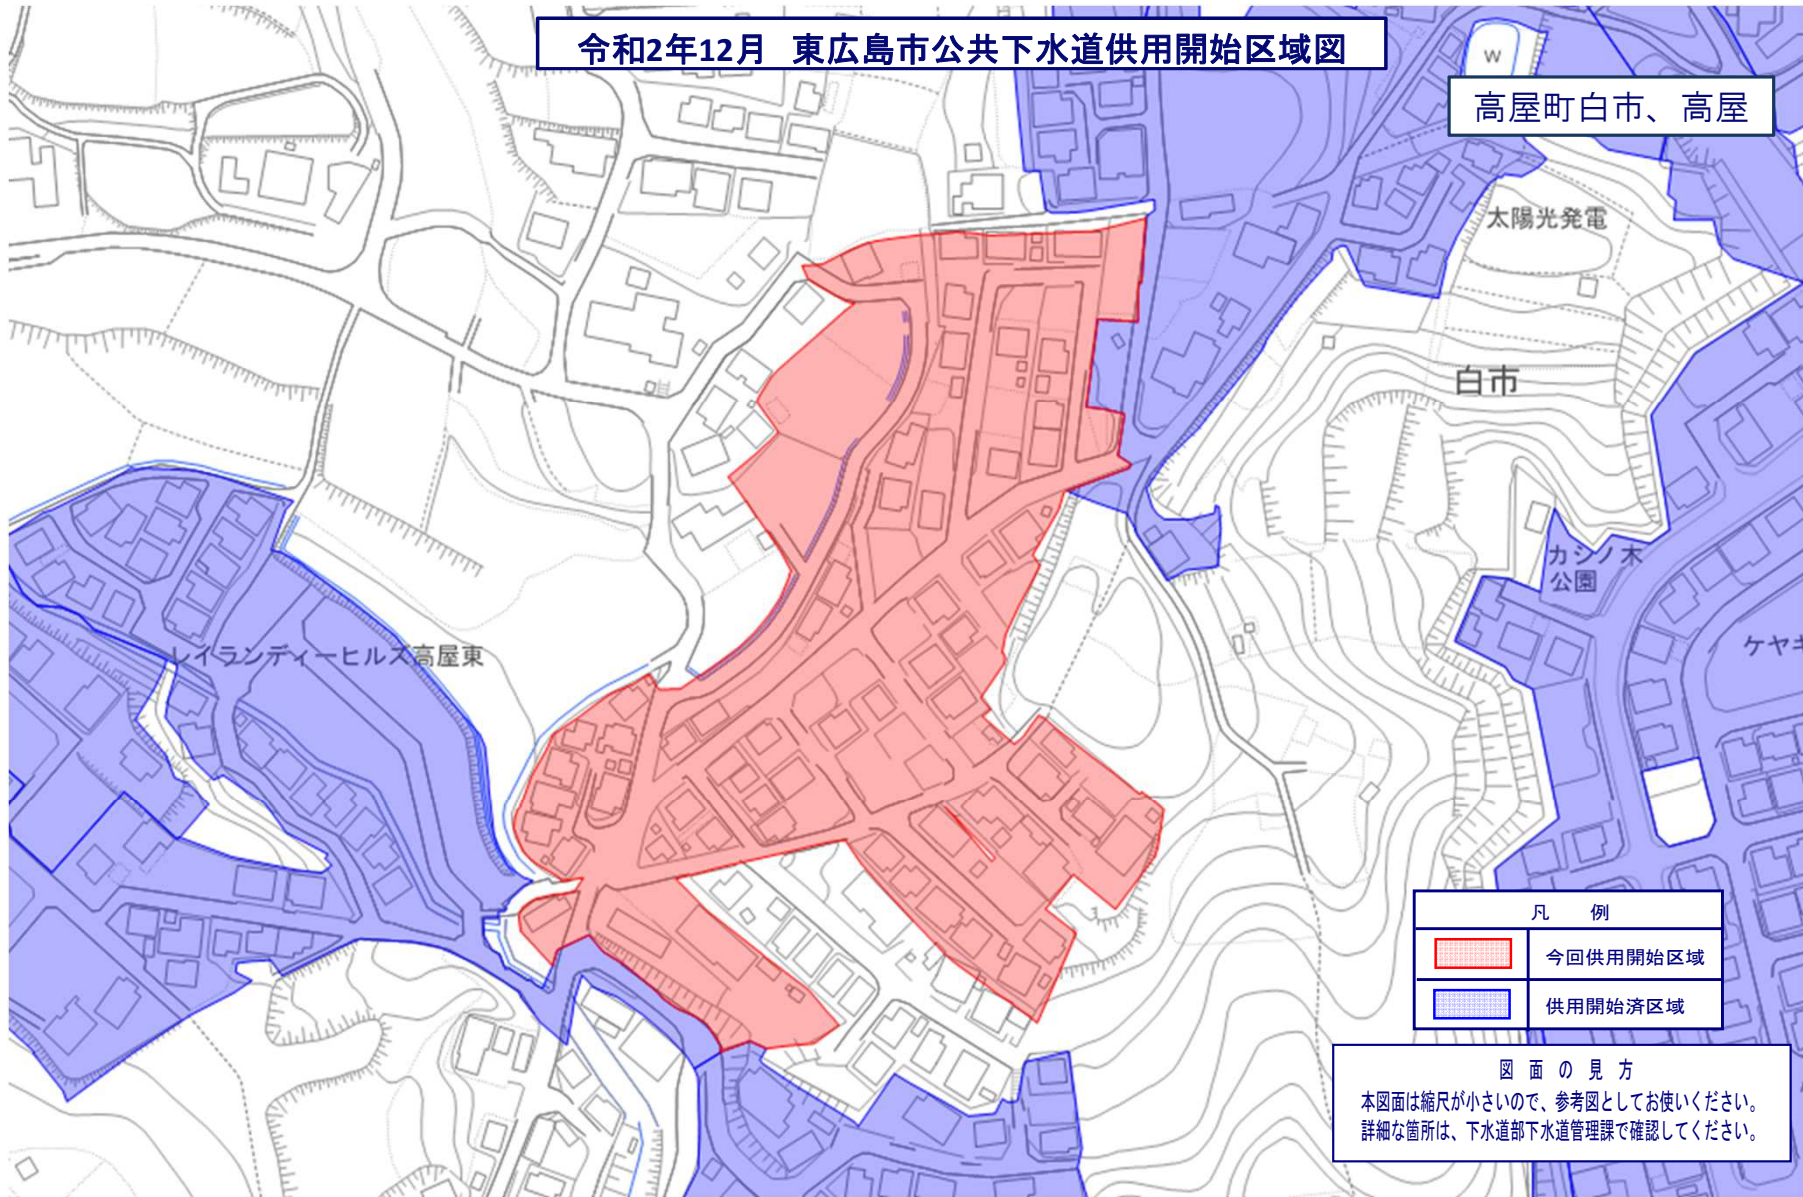 令和2年12月 東広島市公共下水道供用開始区域図
W
高屋町白市、高屋
太陽光発電
白市
カシノ木
公園
レイランディーヒルズ高屋東
ケヤキ
凡 例
今回供用開始区域
供用開始済区域
図面の見方
本図面は縮尺が小さいので、参考図としてお使いください。
詳細な箇所は、下水道部下水道管理課で確認してください。